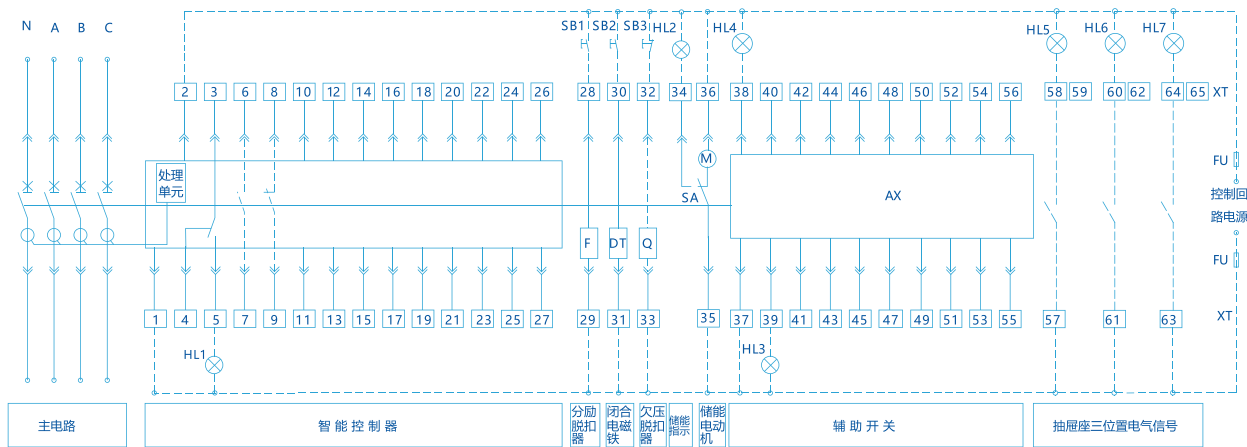 N A B C
SB1 SB2 SB3 HL2 HL4 HL5 HL6 HL7
2 3 6 8 10 12 14 16 18 20 22 24 26 28 30 32 34 36 38 40 42 44 46 48 50 52 54 56 58 59 60 62 64 65 XT
M
FU
处理
单元
SA
AX
控制回
路电源
F DT Q
FU
1 4 5 7 9 11 13 15 17 19 21 23 25 27 29 31 33 35 37 39 41 43 45 47 49 51 53 55 57 61 63 XT
HL1 HL3
主电路
智能控制器
分励
脱扣
器
闭合
电磁
铁
欠压
脱扣
器
储能
指示
储能
电动
机
辅助开关
抽屉座三位置电气信号